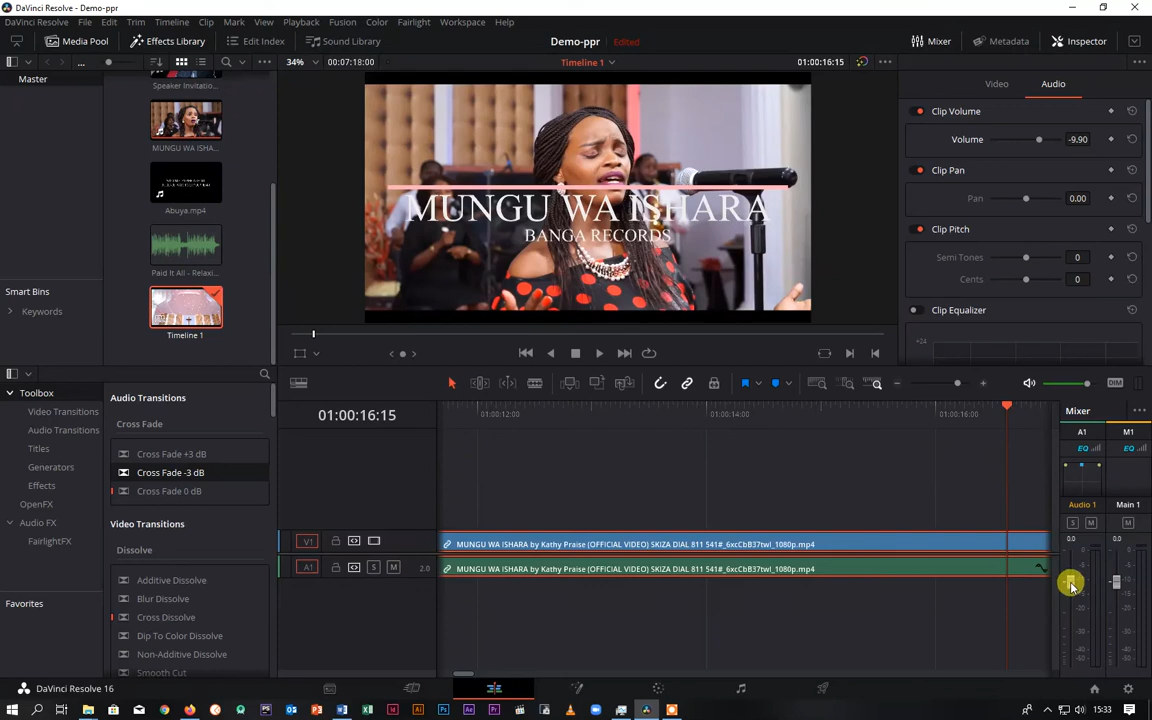 DaVinci Resolve - Demo-ppr
DaVinci Resolve File Edit Trim Timeline Clip Mark View Playback Fusion Color Fairlight Workspace Help
Media Pool Effects Library Edit Index Sound Library Demo-ppr Edited Mixer Metadata Inspector
... 34% 00:07:18:00 Timeline 1 01:00:16:15
Master
Speaker Invitatio...
MUNGU WA ISHA...
Abuya.mp4
Paid It All - Relaxi...
Timeline 1
Smart Bins
Keywords
MUNGU WA ISHARA
BANGA RECORDS
Video Audio
Clip Volume
Volume -9.90
Clip Pan
Pan 0.00
Clip Pitch
Semi Tones 0
Cents 0
Clip Equalizer
+24
Toolbox
Video Transitions
Audio Transitions
Titles
Generators
Effects
OpenFX
Audio FX
FairlightFX
Favorites
Audio Transitions
Cross Fade
Cross Fade +3 dB
Cross Fade -3 dB
Cross Fade 0 dB
Video Transitions
Dissolve
Additive Dissolve
Blur Dissolve
Cross Dissolve
Dip To Color Dissolve
Non-Additive Dissolve
Smooth Cut
DIM
01:00:16:15
01:00:12:00 01:00:14:00 01:00:16:00
V1 MUNGU WA ISHARA by Kathy Praise (OFFICIAL VIDEO) SKIZA DIAL 811 541#_6xcCbB37twI_1080p.mp4
A1 S M 2.0 MUNGU WA ISHARA by Kathy Praise (OFFICIAL VIDEO) SKIZA DIAL 811 541#_6xcCbB37twI_1080p.mp4
Mixer
A1 M1
EQ EQ
Audio 1 Main 1
S M M
0.0 0.0
DaVinci Resolve 16
15:33